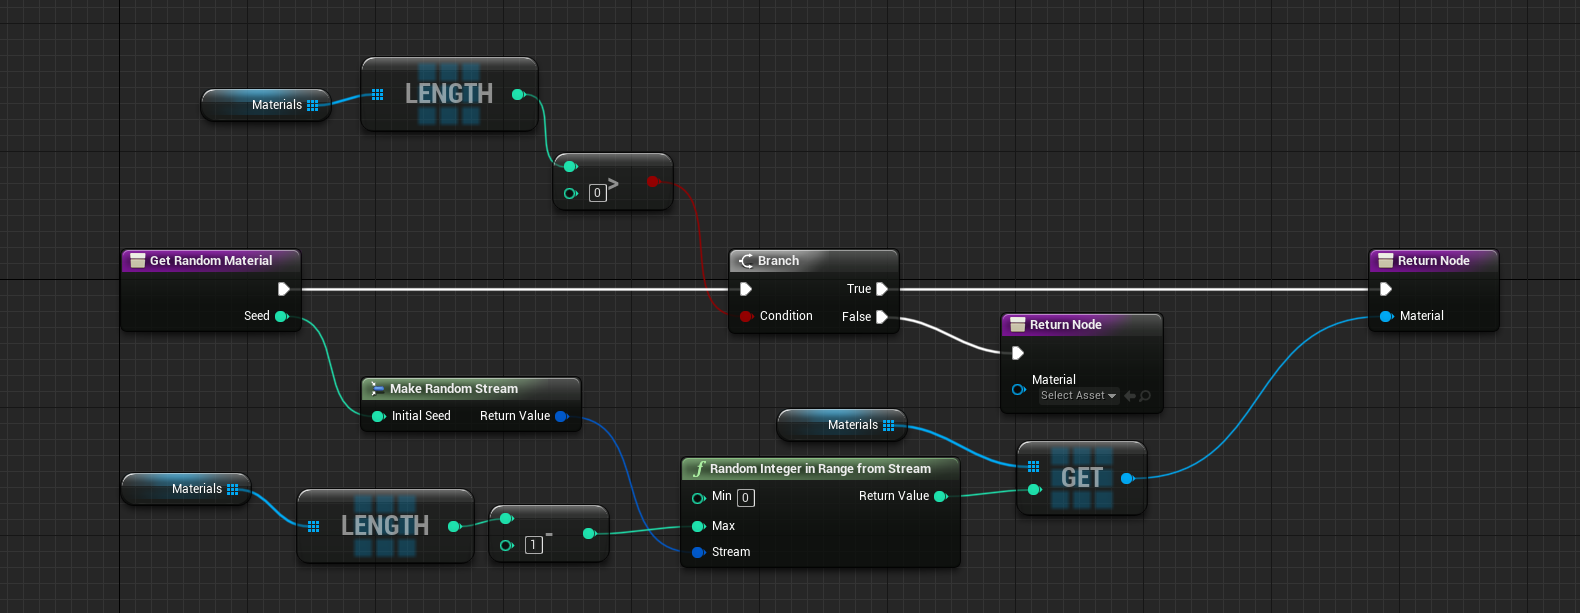 Materials
LENGTH
0 >
Get Random Material
Seed
Branch
True
Condition
False
Return Node
Material
Return Node
Material
Select Asset
Make Random Stream
Initial Seed
Return Value
Materials
LENGTH
1 -
Random Integer in Range from Stream
Min 0
Return Value
Max
Stream
Materials
GET